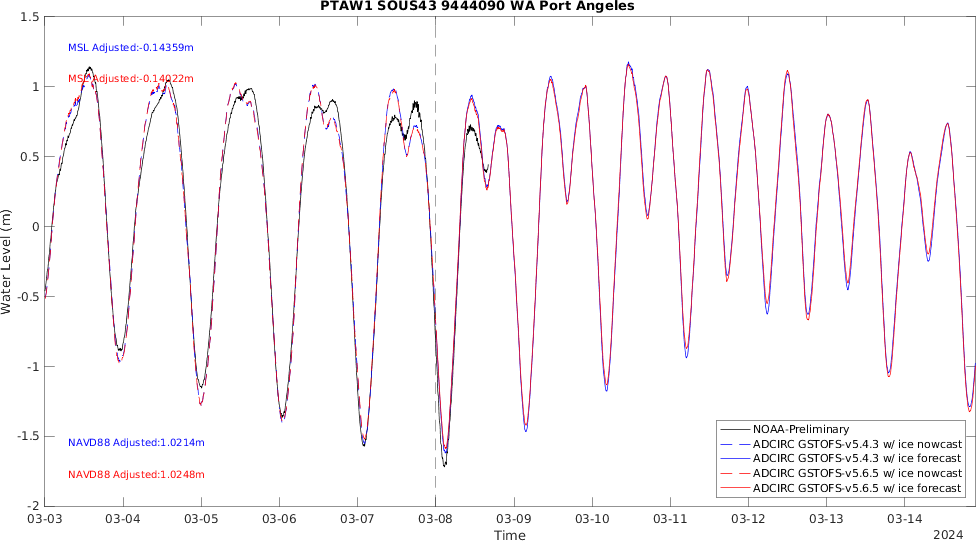 PTAW1 SOUS43 9444090 WA Port Angeles
1.5
1
0.5
0
-0.5
-1
-1.5
-2
Water Level (m)
MSL Adjusted:-0.14359m
MSL Adjusted:-0.14022m
NAVD88 Adjusted:1.0214m
NAVD88 Adjusted:1.0248m
NOAA-Preliminary
ADCIRC GSTOFS-v5.4.3 w/ ice nowcast
ADCIRC GSTOFS-v5.4.3 w/ ice forecast
ADCIRC GSTOFS-v5.6.5 w/ ice nowcast
ADCIRC GSTOFS-v5.6.5 w/ ice forecast
03-03 03-04 03-05 03-06 03-07 03-08 03-09 03-10 03-11 03-12 03-13 03-14
Time
2024